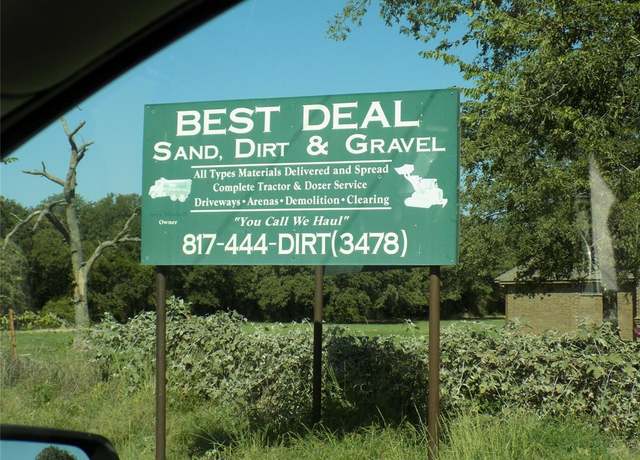 BEST DEAL
SAND, DIRT & GRAVEL
All Types Materials Delivered and Spread
Complete Tractor & Dozer Service
Driveways • Arenas • Demolition • Clearing
Owner
"You Call We Haul"
817-444-DIRT(3478)